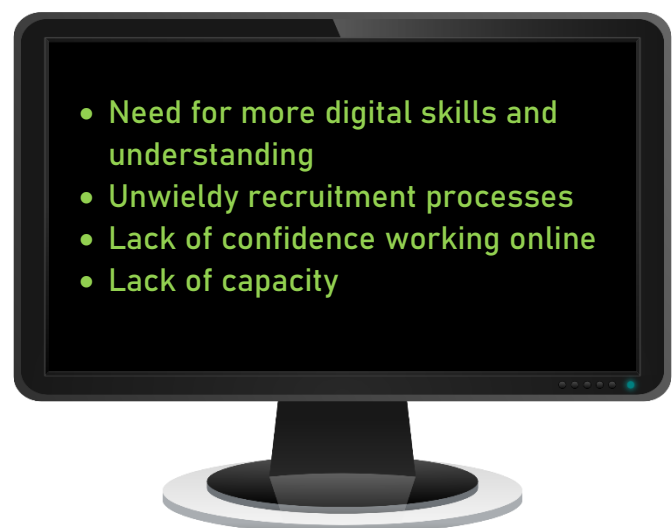 • Need for more digital skills and
understanding
• Unwieldy recruitment processes
• Lack of confidence working online
• Lack of capacity